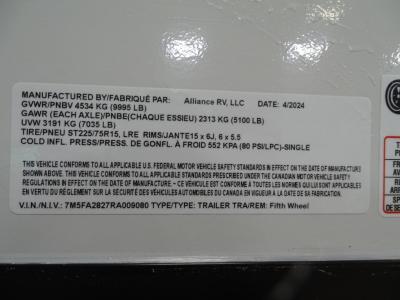 MANUFACTURED BY/FABRIQUÉ PAR: Alliance RV, LLC DATE: 4/2024
GVWR/PNBV 4534 KG (9995 LB)
GAWR (EACH AXLE)/PNBE(CHAQUE ESSIEU) 2313 KG (5100 LB)
UVW 3191 KG (7035 LB)
TIRE/PNEU ST225/75R15, LRE RIMS/JANTE15 x 6J, 6 x 5.5
COLD INFL. PRESS/PRESS. DE GONFL. À FROID 552 KPA (80 PSI/LPC)-SINGLE
THIS VEHICLE CONFORMS TO ALL APPLICABLE U.S. FEDERAL MOTOR VEHICLE SAFETY STANDARDS
IN EFFECT ON THE DATE OF MANUFACTURE SHOWN ABOVE.
THIS VEHICLE CONFORMS TO ALL APPLICABLE STANDARDS PRESCRIBED UNDER THE CANADIAN MOTOR VEHICLE SAFETY
REGULATIONS IN EFFECT ON THE DATE OF MANUFACTURE / CE VÉHICULE EST CONFORME À TOUTES LES NORMES QUI LUI SONT APPLICABLES
EN VERTU DU RÈGLEMENT SUR LA SÉCURITÉ DES VÉHICULES AUTOMOBILES DU CANADA EN VIGUEUR À LA DATE DE SA FABRICATION
V.I.N./N.I.V.: 7M5FA2827RA009080 TYPE/TYPE: TRAILER TRA/REM: Fifth Wheel